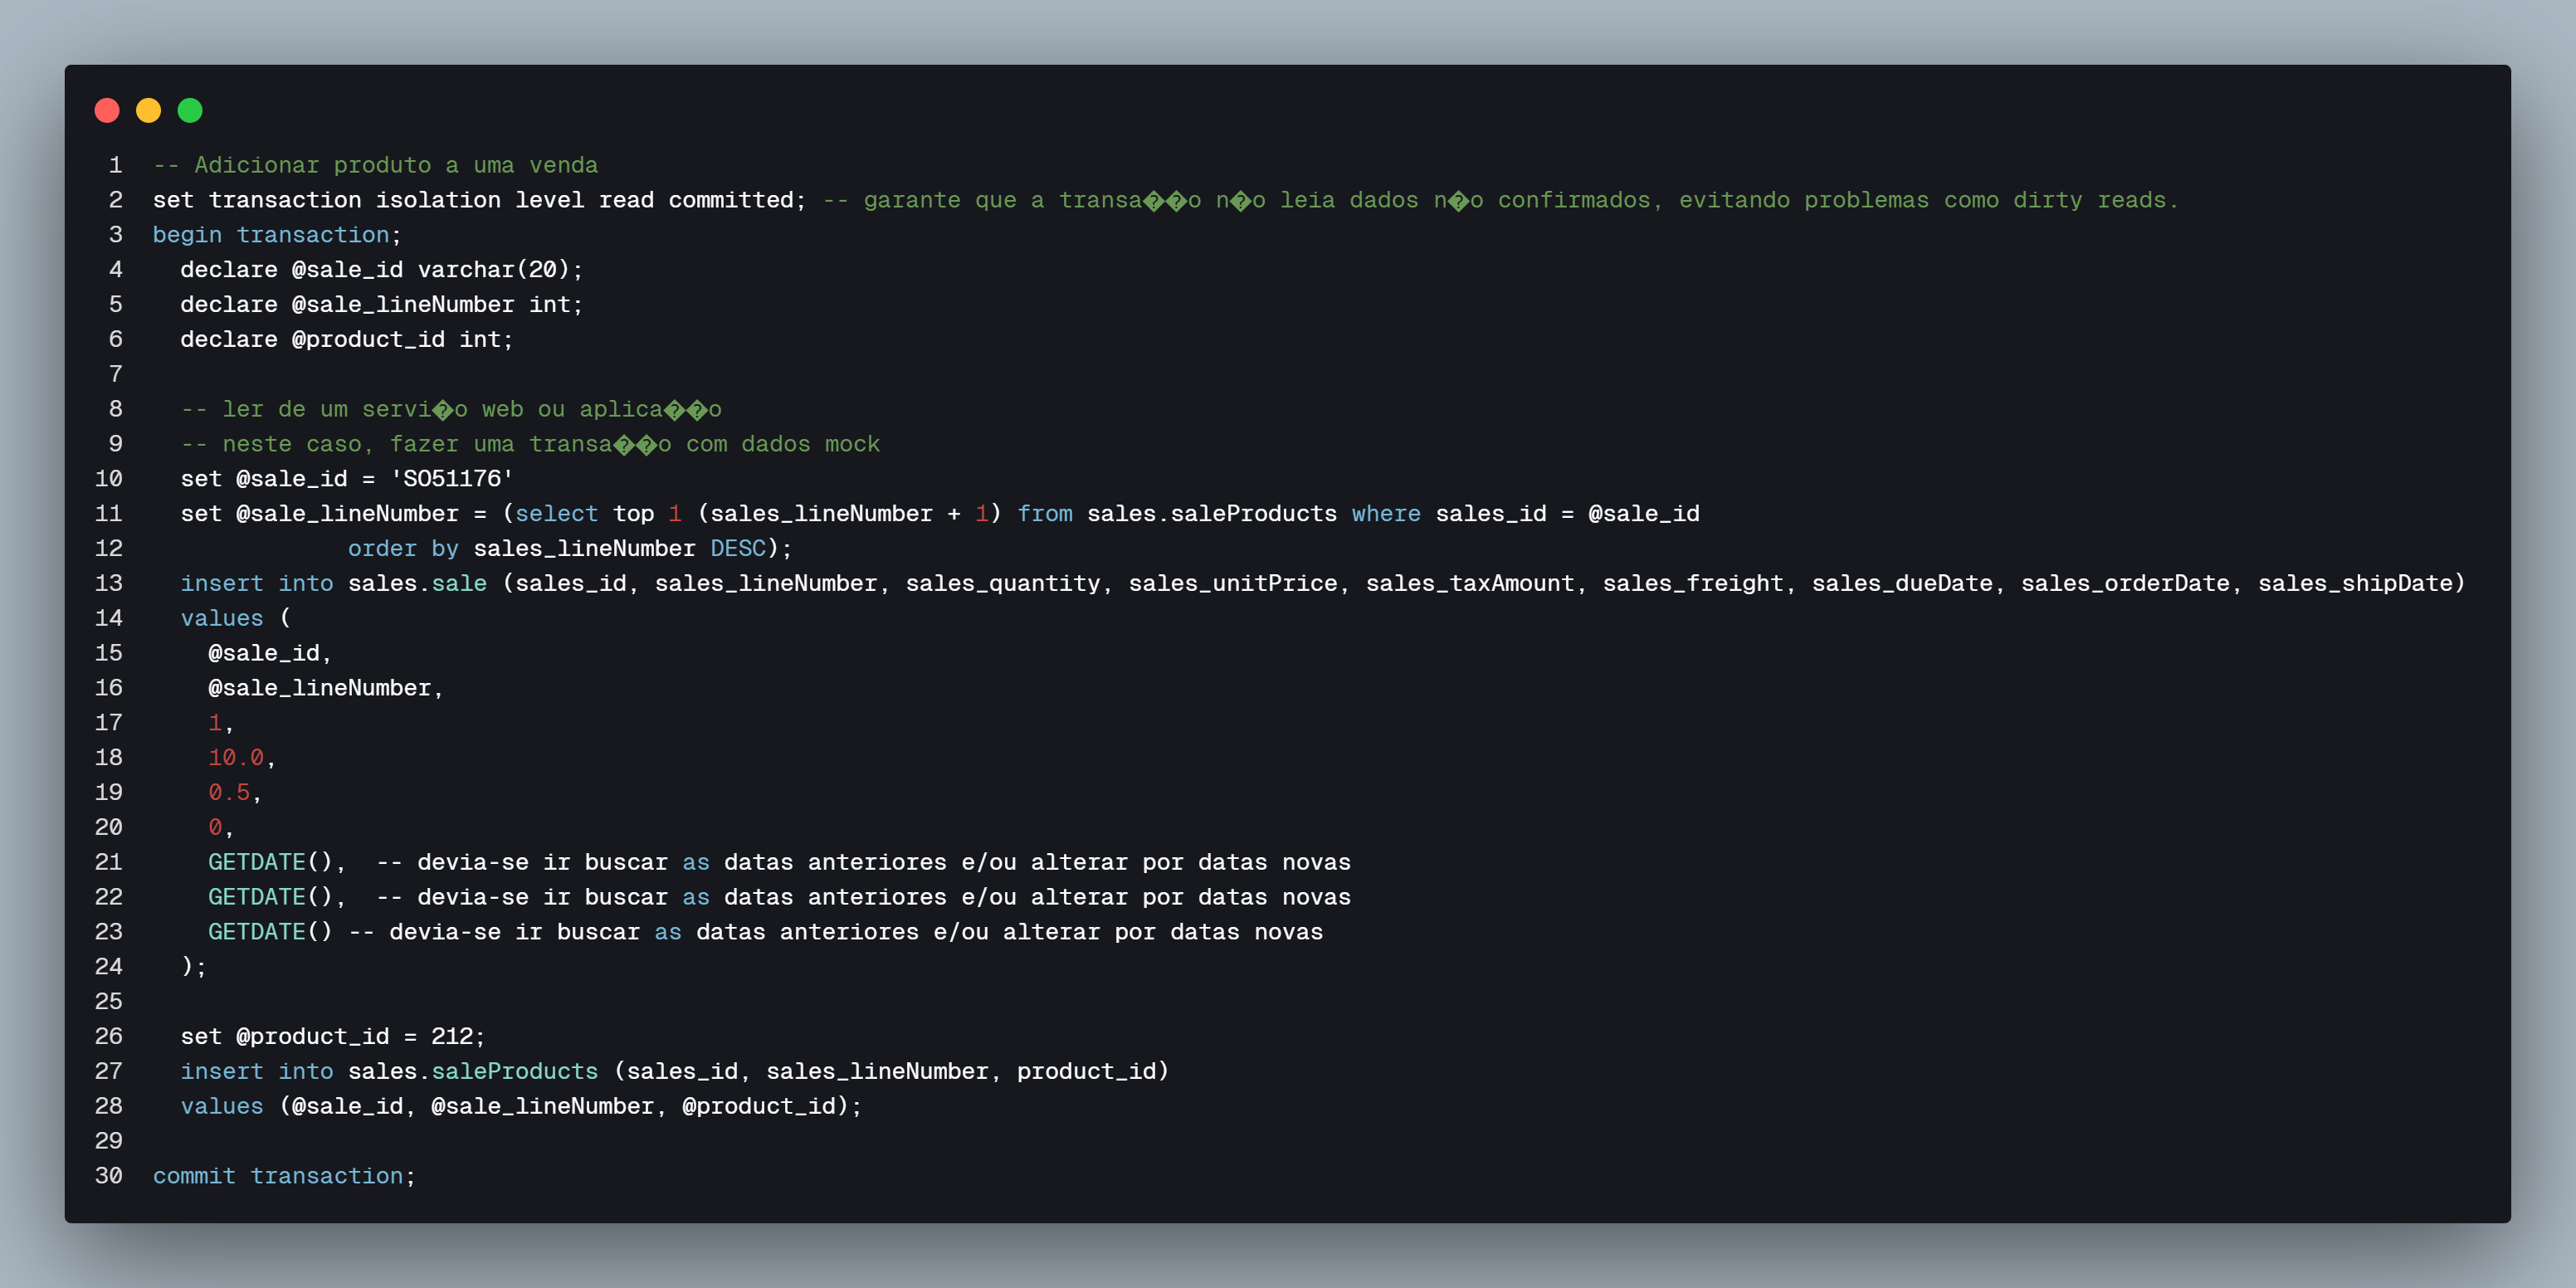 1 -- Adicionar produto a uma venda
2 set transaction isolation level read committed; -- garante que a transa��o n�o leia dados n�o confirmados, evitando problemas como dirty reads.
3 begin transaction;
4   declare @sale_id varchar(20);
5   declare @sale_lineNumber int;
6   declare @product_id int;
7
8   -- ler de um servi�o web ou aplica��o
9   -- neste caso, fazer uma transa��o com dados mock
10   set @sale_id = 'SO51176'
11   set @sale_lineNumber = (select top 1 (sales_lineNumber + 1) from sales.saleProducts where sales_id = @sale_id
12               order by sales_lineNumber DESC);
13   insert into sales.sale (sales_id, sales_lineNumber, sales_quantity, sales_unitPrice, sales_taxAmount, sales_freight, sales_dueDate, sales_orderDate, sales_shipDate)
14   values (
15     @sale_id,
16     @sale_lineNumber,
17     1,
18     10.0,
19     0.5,
20     0,
21     GETDATE(),  -- devia-se ir buscar as datas anteriores e/ou alterar por datas novas
22     GETDATE(),  -- devia-se ir buscar as datas anteriores e/ou alterar por datas novas
23     GETDATE() -- devia-se ir buscar as datas anteriores e/ou alterar por datas novas
24   );
25
26   set @product_id = 212;
27   insert into sales.saleProducts (sales_id, sales_lineNumber, product_id)
28   values (@sale_id, @sale_lineNumber, @product_id);
29
30 commit transaction;